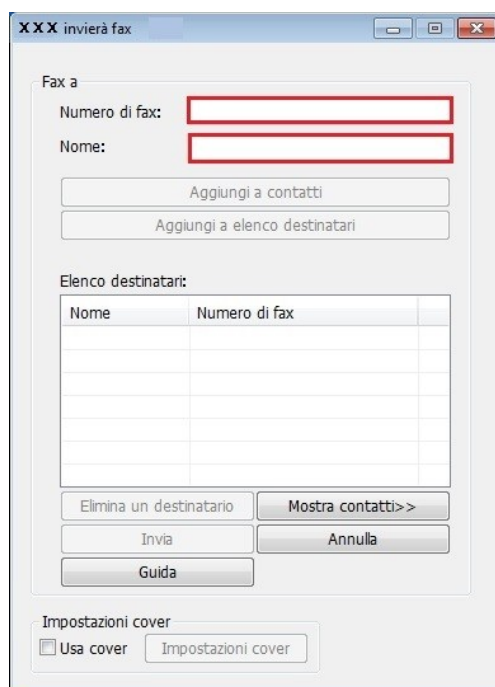 XXX invierà fax
Fax a
Numero di fax:
Nome:
Aggiungi a contatti
Aggiungi a elenco destinatari
Elenco destinatari:
Nome Numero di fax
Elimina un destinatario Mostra contatti>>
Invia Annulla
Guida
Impostazioni cover
Usa cover Impostazioni cover